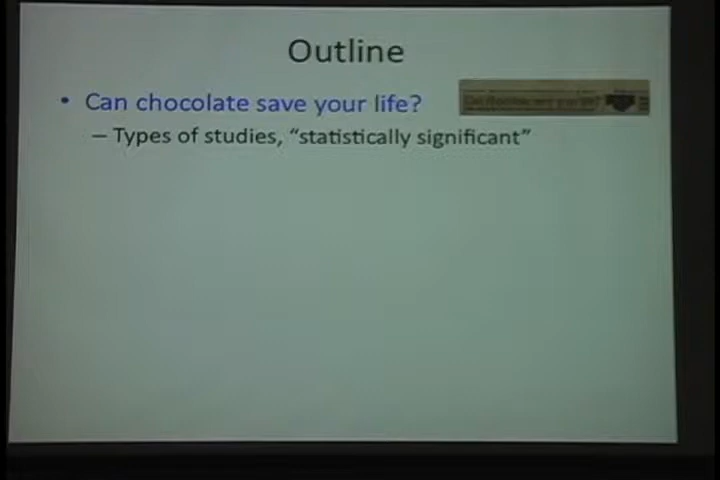 Outline
• Can chocolate save your life?
– Types of studies, “statistically significant”